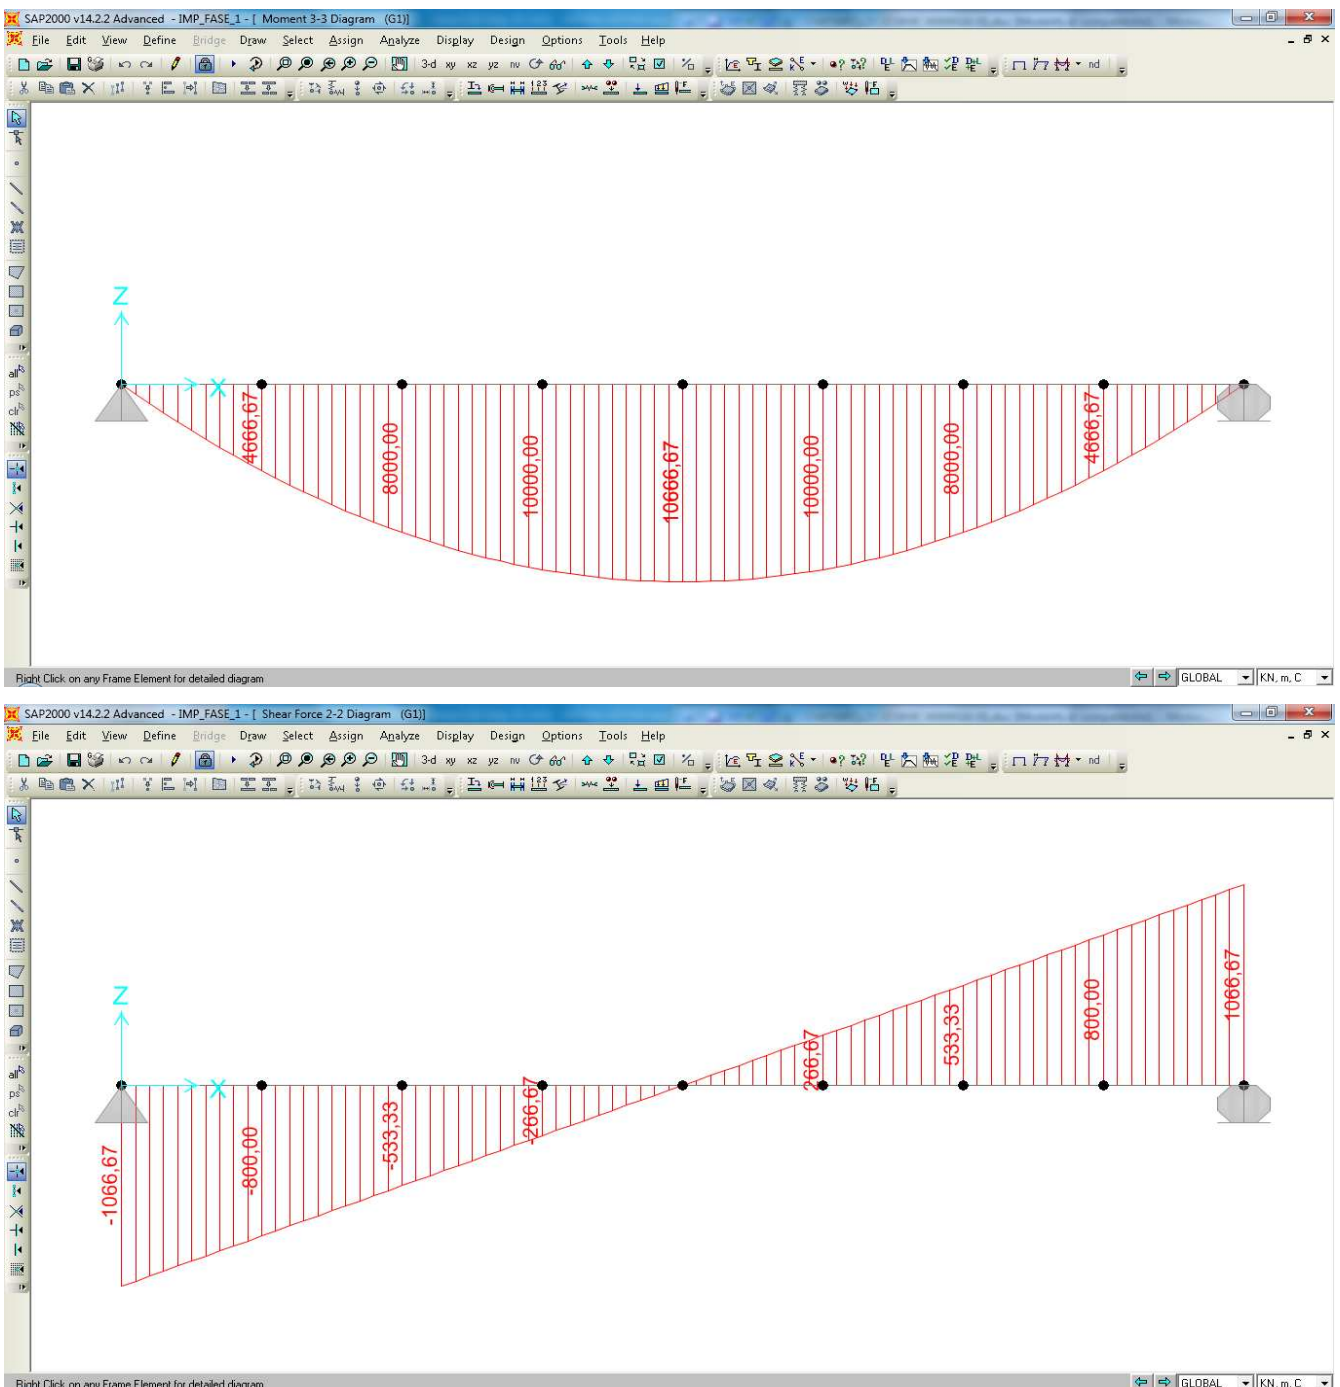 SAP2000 v14.2.2 Advanced - IMP_FASE_1 - [ Moment 3-3 Diagram (G1)]
File Edit View Define Bridge Draw Select Assign Analyze Display Design Options Tools Help
3-d xy xz yz nv nd
all
ps
clr
Z
X
4666,67
8000,00
10000,00
10666,67
10000,00
8000,00
4666,67
Right Click on any Frame Element for detailed diagram
GLOBAL KN, m, C
SAP2000 v14.2.2 Advanced - IMP_FASE_1 - [ Shear Force 2-2 Diagram (G1)]
File Edit View Define Bridge Draw Select Assign Analyze Display Design Options Tools Help
3-d xy xz yz nv nd
all
ps
clr
Z
X
-1066,67
-800,00
-533,33
-266,67
266,67
533,33
800,00
1066,67
Right Click on any Frame Element for detailed diagram
GLOBAL KN, m, C